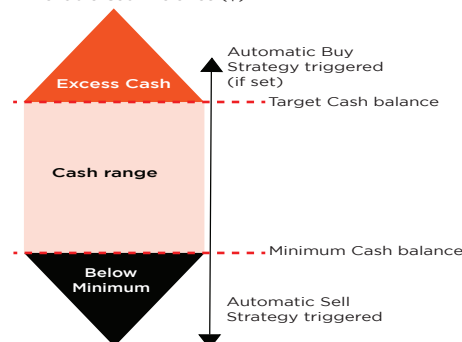 Automatic Buy
Strategy triggered
(if set)
Excess Cash
Target Cash balance
Cash range
Minimum Cash balance
Below
Minimum
Automatic Sell
Strategy triggered